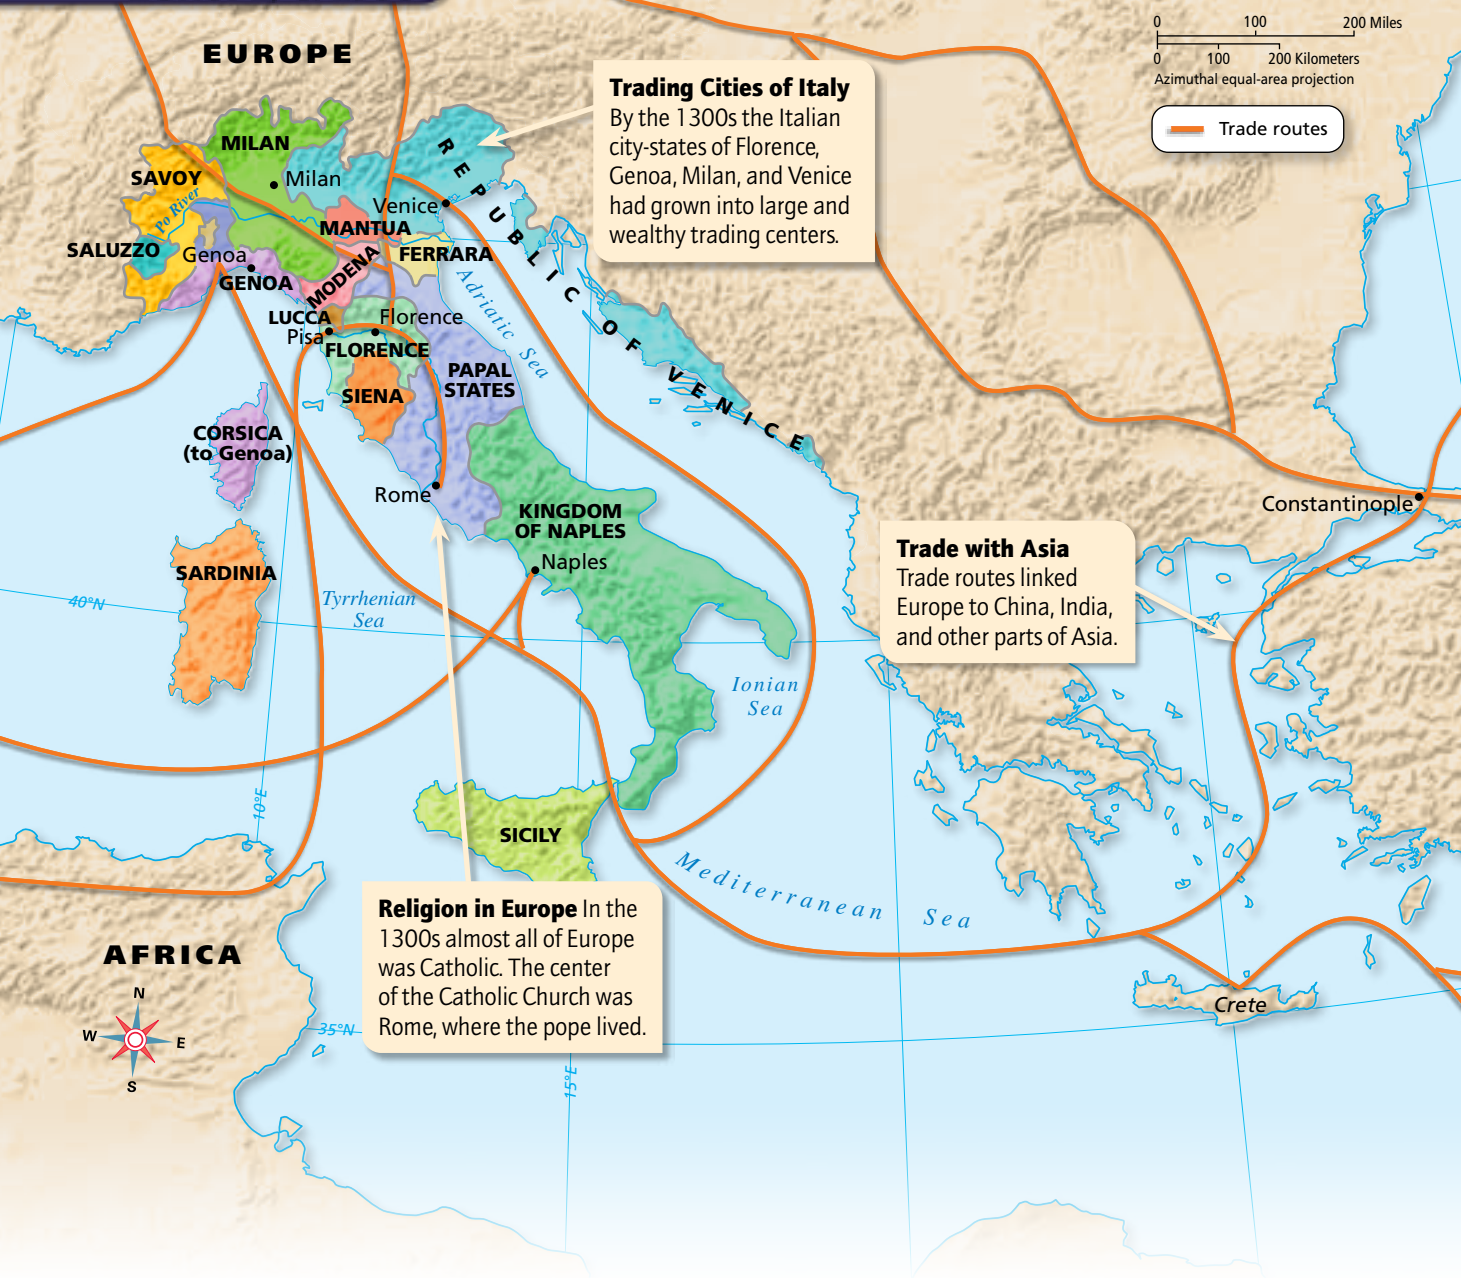 EUROPE
0 100 200 Miles
0 100 200 Kilometers
Azimuthal equal-area projection
Trade routes
Trading Cities of Italy
By the 1300s the Italian
city-states of Florence,
Genoa, Milan, and Venice
had grown into large and
wealthy trading centers.
MILAN
Milan
SAVOY
Po River
SALUZZO
Genoa
GENOA
MANTUA
Venice
FERRARA
MODENA
REPUBLIC OF VENICE
Adriatic Sea
LUCCA
Pisa
Florence
FLORENCE
SIENA
PAPAL
STATES
CORSICA
(to Genoa)
Rome
KINGDOM
OF NAPLES
Naples
Constantinople
Trade with Asia
Trade routes linked
Europe to China, India,
and other parts of Asia.
SARDINIA
40°N
Tyrrhenian
Sea
Ionian
Sea
10°E
SICILY
Mediterranean Sea
Religion in Europe In the
1300s almost all of Europe
was Catholic. The center
of the Catholic Church was
Rome, where the pope lived.
AFRICA
N
W E
S
35°N
15°E
Crete